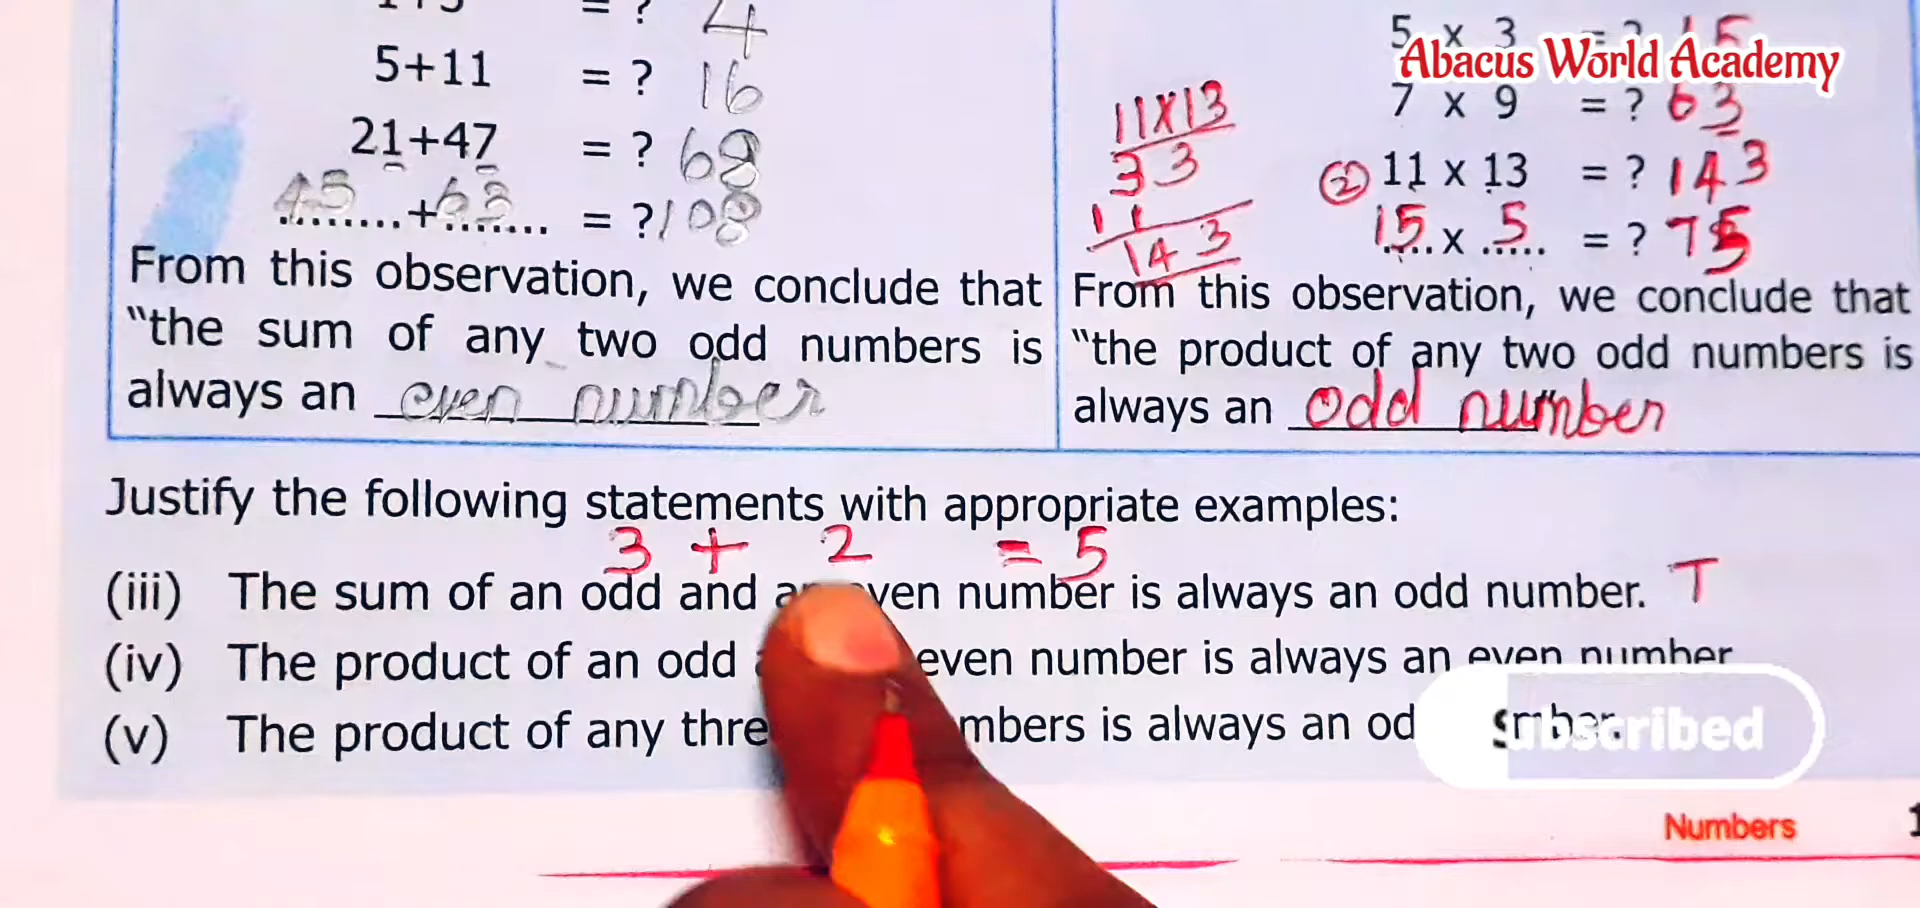 = ? 4
5+11 = ? 16
21+47 = ? 68
45 + 63 = ? 108
From this observation, we conclude that
"the sum of any two odd numbers is
always an even number
5 x 3 = ? 15
Abacus World Academy
7 x 9 = ? 63
11x13
33
11
143
② 11 x 13 = ? 143
15 x 5 = ? 75
From this observation, we conclude that
"the product of any two odd numbers is
always an odd number
Justify the following statements with appropriate examples:
3 + 2 = 5
(iii) The sum of an odd and even number is always an odd number. T
(iv) The product of an odd even number is always an even number
(v) The product of any numbers is always an
Subscribed
Numbers